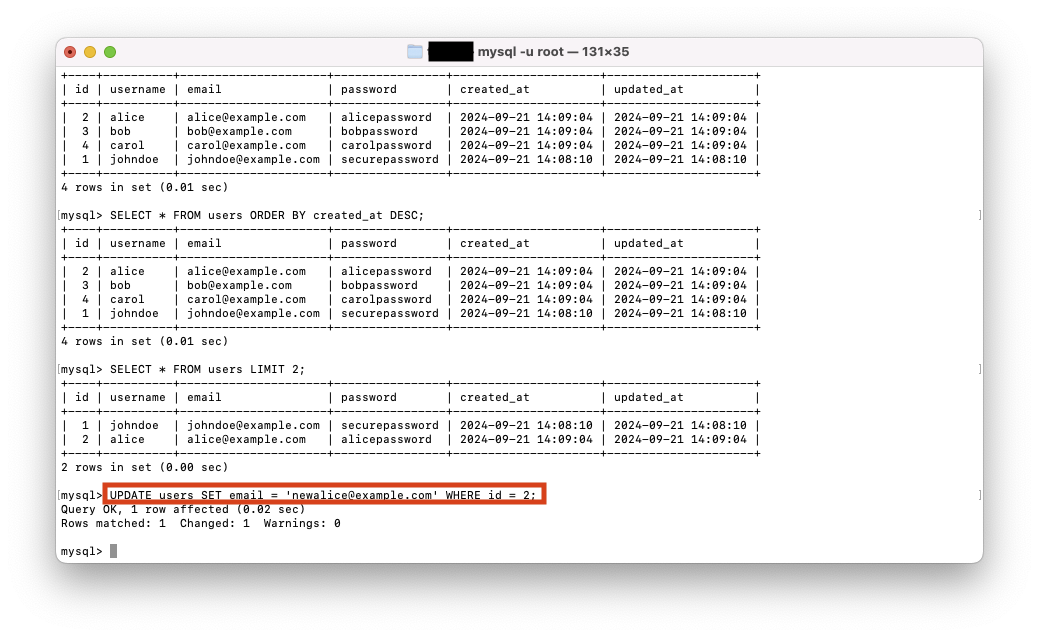 mysql -u root — 131×35
+----+----------+---------------------+----------------+---------------------+---------------------+
| id | username | email               | password       | created_at          | updated_at          |
+----+----------+---------------------+----------------+---------------------+---------------------+
|  2 | alice    | alice@example.com   | alicepassword  | 2024-09-21 14:09:04 | 2024-09-21 14:09:04 |
|  3 | bob      | bob@example.com     | bobpassword    | 2024-09-21 14:09:04 | 2024-09-21 14:09:04 |
|  4 | carol    | carol@example.com   | carolpassword  | 2024-09-21 14:09:04 | 2024-09-21 14:09:04 |
|  1 | johndoe  | johndoe@example.com | securepassword | 2024-09-21 14:08:10 | 2024-09-21 14:08:10 |
+----+----------+---------------------+----------------+---------------------+---------------------+
4 rows in set (0.01 sec)
[mysql> SELECT * FROM users ORDER BY created_at DESC; ]
+----+----------+---------------------+----------------+---------------------+---------------------+
| id | username | email               | password       | created_at          | updated_at          |
+----+----------+---------------------+----------------+---------------------+---------------------+
|  2 | alice    | alice@example.com   | alicepassword  | 2024-09-21 14:09:04 | 2024-09-21 14:09:04 |
|  3 | bob      | bob@example.com     | bobpassword    | 2024-09-21 14:09:04 | 2024-09-21 14:09:04 |
|  4 | carol    | carol@example.com   | carolpassword  | 2024-09-21 14:09:04 | 2024-09-21 14:09:04 |
|  1 | johndoe  | johndoe@example.com | securepassword | 2024-09-21 14:08:10 | 2024-09-21 14:08:10 |
+----+----------+---------------------+----------------+---------------------+---------------------+
4 rows in set (0.01 sec)
[mysql> SELECT * FROM users LIMIT 2; ]
+----+----------+---------------------+----------------+---------------------+---------------------+
| id | username | email               | password       | created_at          | updated_at          |
+----+----------+---------------------+----------------+---------------------+---------------------+
|  1 | johndoe  | johndoe@example.com | securepassword | 2024-09-21 14:08:10 | 2024-09-21 14:08:10 |
|  2 | alice    | alice@example.com   | alicepassword  | 2024-09-21 14:09:04 | 2024-09-21 14:09:04 |
+----+----------+---------------------+----------------+---------------------+---------------------+
2 rows in set (0.00 sec)
[mysql> UPDATE users SET email = 'newalice@example.com' WHERE id = 2; ]
Query OK, 1 row affected (0.02 sec)
Rows matched: 1  Changed: 1  Warnings: 0
mysql>